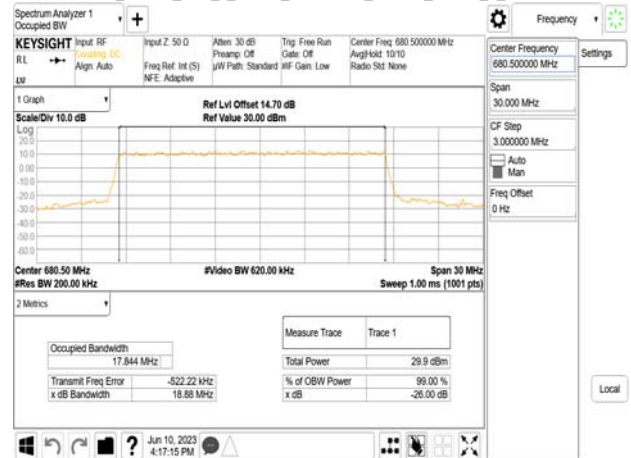 Spectrum Analyzer 1
Occupied BW
+
Frequency
KEYSIGHT
Input: RF
Coupling: DC
Align: Auto
Input Z: 50 Ω
Freq Ref: Int (S)
NFE: Adaptive
Atten: 30 dB
Preamp: Off
µW Path: Standard
Trig: Free Run
Gate: Off
#IF Gain: Low
Center Freq: 680.500000 MHz
Avg|Hold: 10/10
Radio Std: None
RL
Center Frequency
680.500000 MHz
Settings
Span
30.000 MHz
CF Step
3.000000 MHz
Auto
Man
Freq Offset
0 Hz
Local
1 Graph
Scale/Div 10.0 dB
Ref Lvl Offset 14.70 dB
Ref Value 30.00 dBm
Log
20.0
10.0
0.00
-10.0
-20.0
-30.0
-40.0
-50.0
-60.0
Center 680.50 MHz
#Video BW 620.00 kHz
Span 30 MHz
#Res BW 200.00 kHz
Sweep 1.00 ms (1001 pts)
2 Metrics
Measure Trace Trace 1
Occupied Bandwidth
17.844 MHz
Total Power 29.9 dBm
Transmit Freq Error -522.22 kHz
% of OBW Power 99.00 %
x dB Bandwidth 18.88 MHz
x dB -26.00 dB
?
Jun 10, 2023
4:17:15 PM